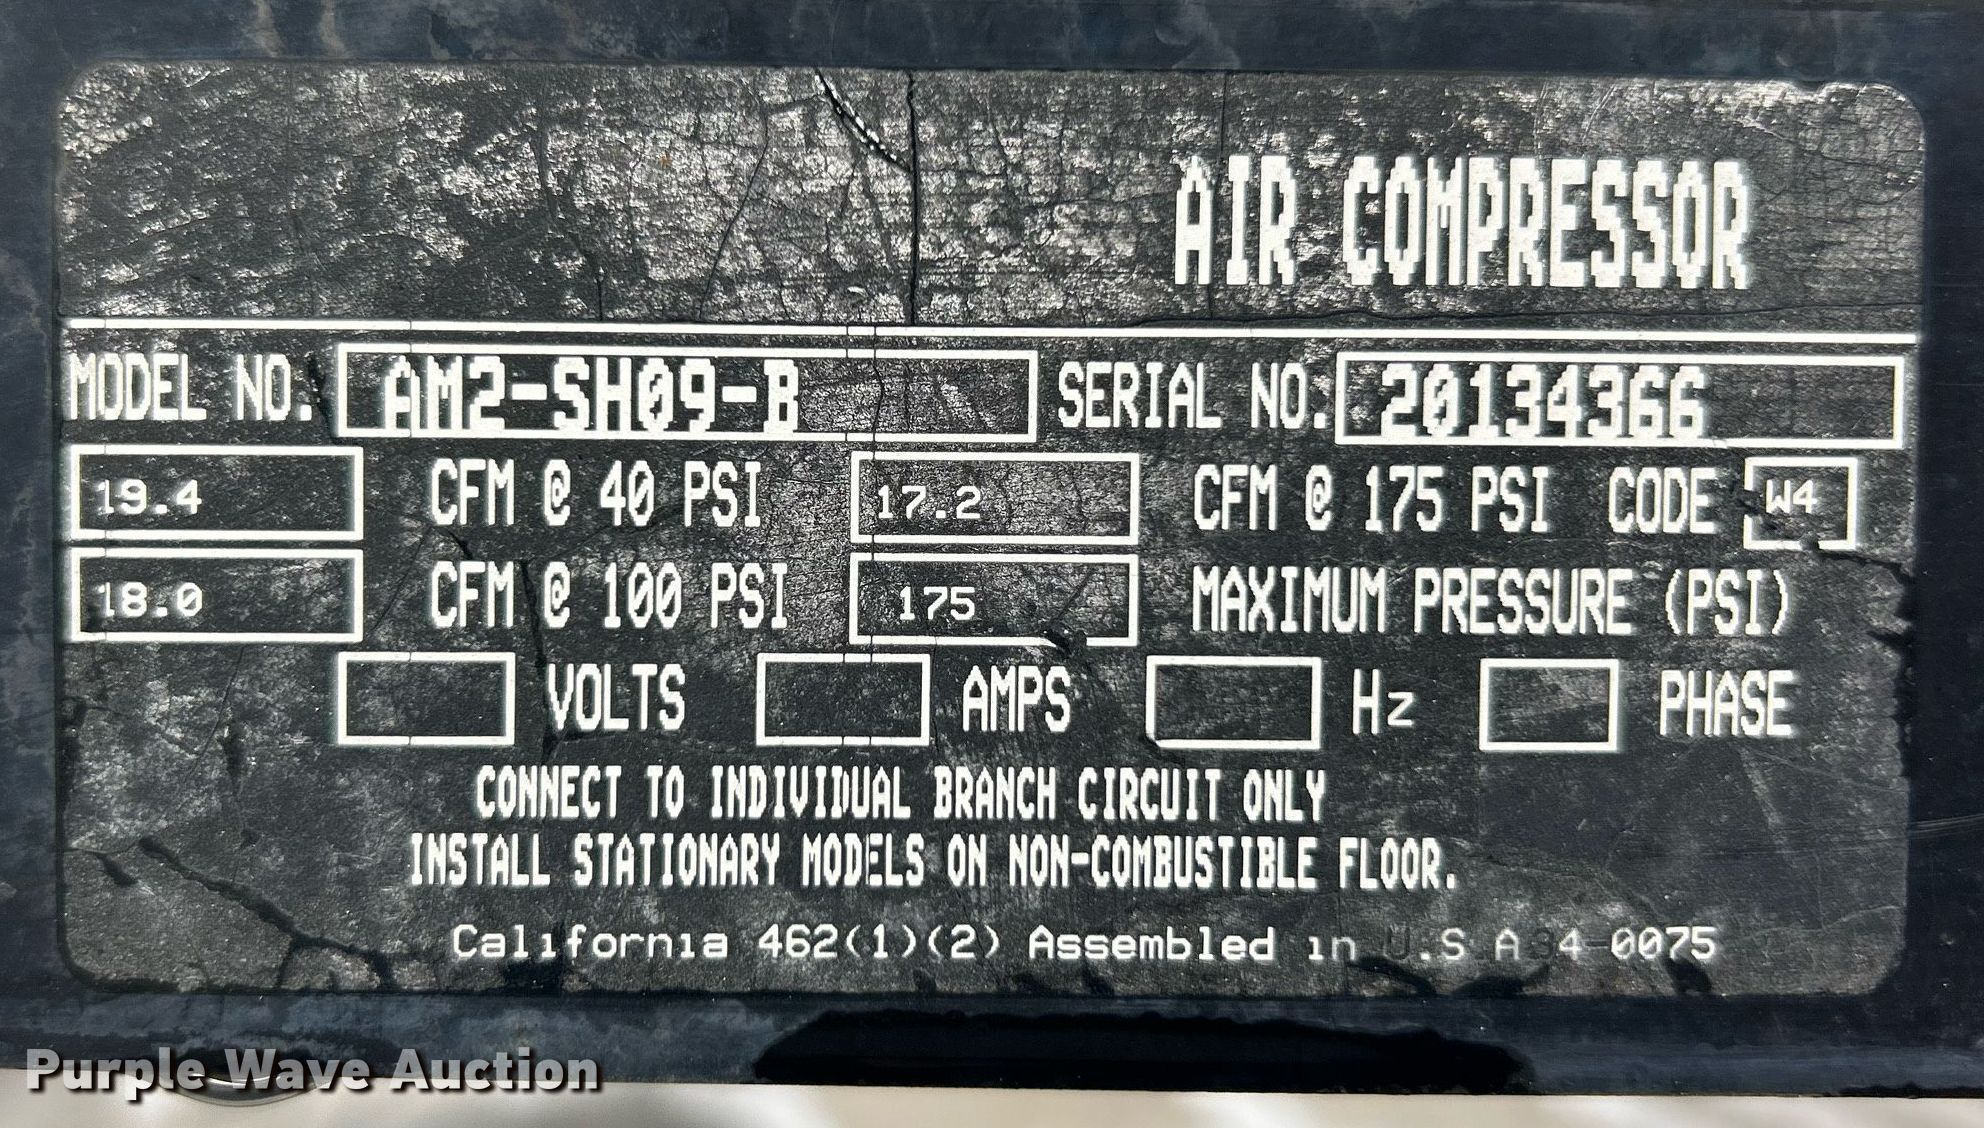 AIR COMPRESSOR
MODEL NO. AM2-SH09-B SERIAL NO. 20134366
19.4 CFM @ 40 PSI 17.2 CFM @ 175 PSI CODE W4
18.0 CFM @ 100 PSI 175 MAXIMUM PRESSURE (PSI)
VOLTS AMPS Hz PHASE
CONNECT TO INDIVIDUAL BRANCH CIRCUIT ONLY
INSTALL STATIONARY MODELS ON NON-COMBUSTIBLE FLOOR.
California 462(1)(2) Assembled in U.S.A 34-0075
Purple Wave Auction